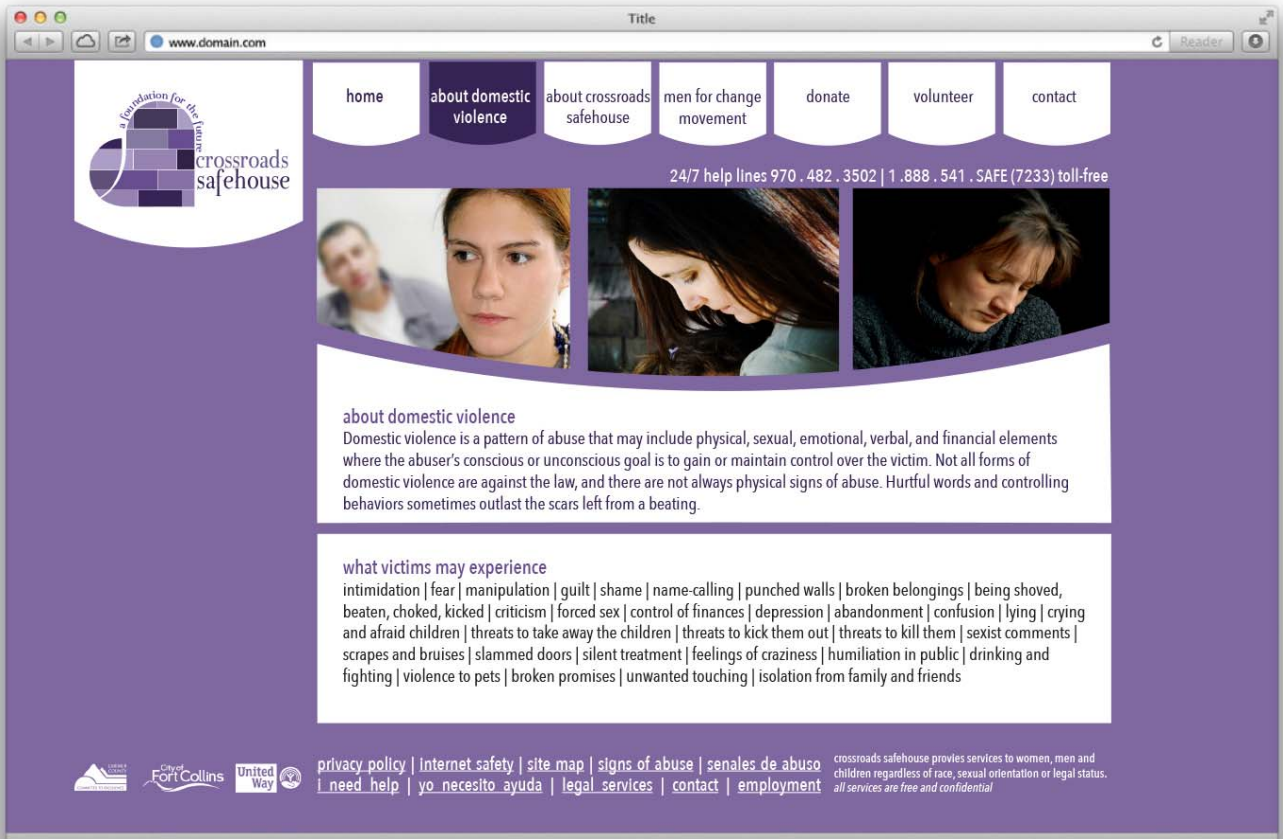 Title
www.domain.com
Reader
a foundation for the future
crossroads
safehouse
home
about domestic
violence
about crossroads
safehouse
men for change
movement
donate
volunteer
contact
24/7 help lines 970 . 482 . 3502 | 1 .888 . 541 . SAFE (7233) toll-free
about domestic violence
Domestic violence is a pattern of abuse that may include physical, sexual, emotional, verbal, and financial elements
where the abuser's conscious or unconscious goal is to gain or maintain control over the victim. Not all forms of
domestic violence are against the law, and there are not always physical signs of abuse. Hurtful words and controlling
behaviors sometimes outlast the scars left from a beating.
what victims may experience
intimidation | fear | manipulation | guilt | shame | name-calling | punched walls | broken belongings | being shoved,
beaten, choked, kicked | criticism | forced sex | control of finances | depression | abandonment | confusion | lying | crying
and afraid children | threats to take away the children | threats to kick them out | threats to kill them | sexist comments |
scrapes and bruises | slammed doors | silent treatment | feelings of craziness | humiliation in public | drinking and
fighting | violence to pets | broken promises | unwanted touching | isolation from family and friends
LARIMER
COUNTY
COMMITTED TO EXCELLENCE
City of
Fort Collins
United
Way
privacy policy | internet safety | site map | signs of abuse | senales de abuso
i need help | yo necesito ayuda | legal services | contact | employment
crossroads safehouse provies services to women, men and
children regardless of race, sexual orientation or legal status.
all services are free and confidential